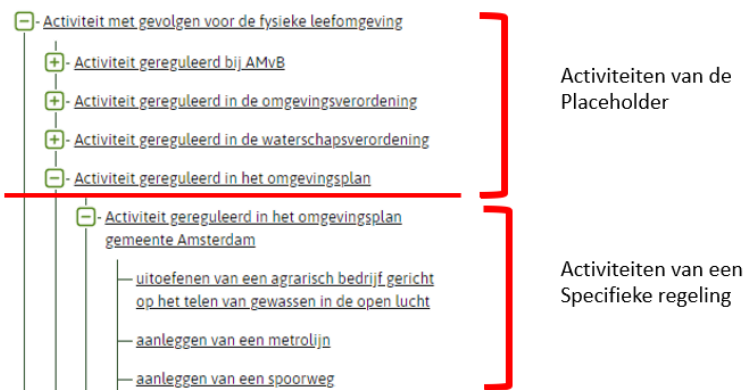 Activiteit met gevolgen voor de fysieke leefomgeving
Activiteit gereguleerd bij AMvB
Activiteit gereguleerd in de omgevingsverordening
Activiteit gereguleerd in de waterschapsverordening
Activiteit gereguleerd in het omgevingsplan
Activiteiten van de
Placeholder
Activiteit gereguleerd in het omgevingsplan
gemeente Amsterdam
uitoefenen van een agrarisch bedrijf gericht
op het telen van gewassen in de open lucht
aanleggen van een metrolijn
aanleggen van een spoorweg
Activiteiten van een
Specifieke regeling